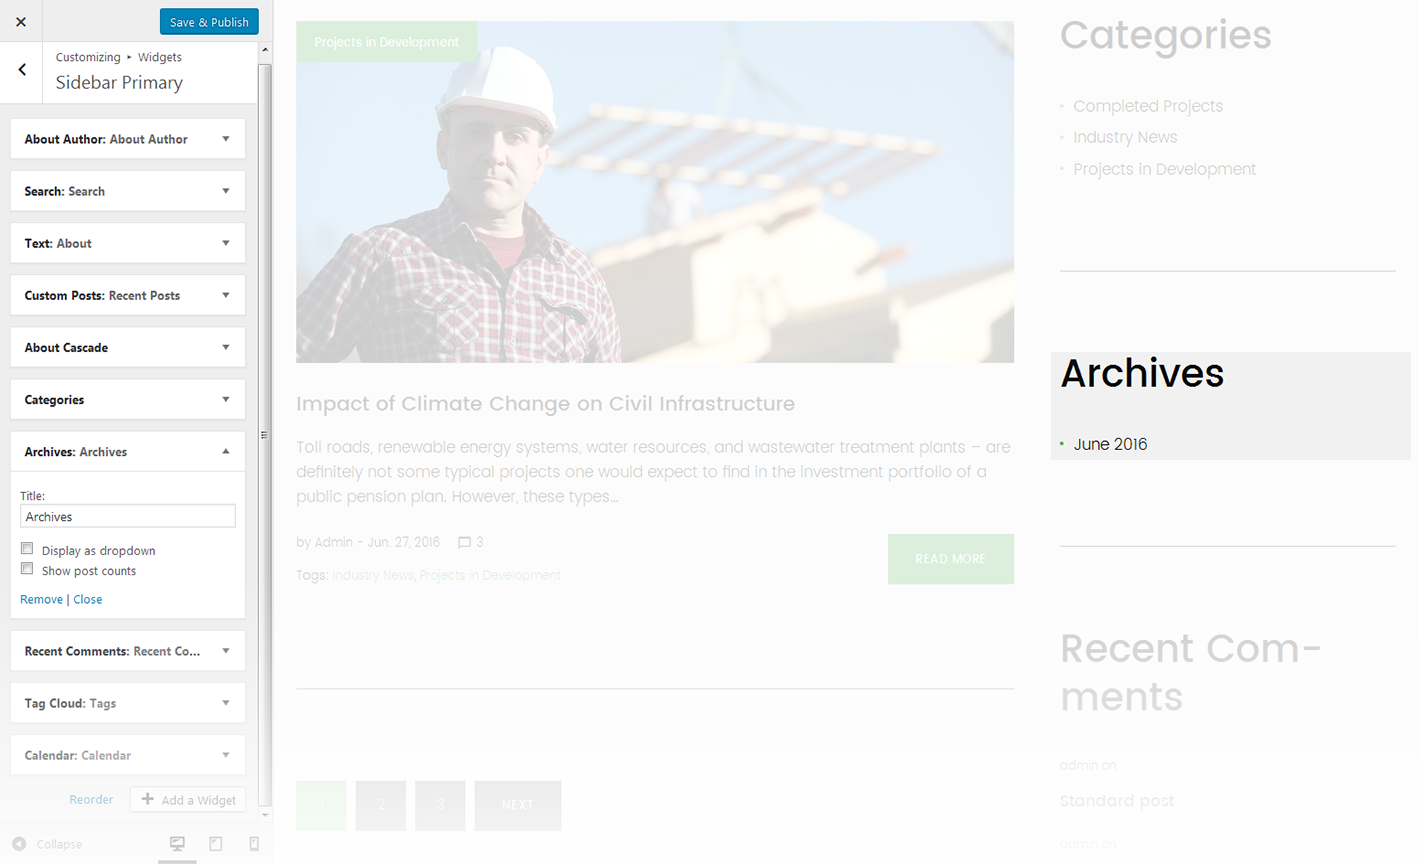 Save & Publish
Customizing ▸ Widgets
Sidebar Primary
About Author: About Author
Search: Search
Text: About
Custom Posts: Recent Posts
About Cascade
Categories
Archives: Archives
Title:
Archives
Display as dropdown
Show post counts
Remove | Close
Recent Comments: Recent Co...
Tag Cloud: Tags
Calendar: Calendar
Reorder
Add a Widget
Collapse
Projects in Development
Impact of Climate Change on Civil Infrastructure
Toll roads, renewable energy systems, water resources, and wastewater treatment plants – are
definitely not some typical projects one would expect to find in the investment portfolio of a
public pension plan. However, these types...
by Admin - Jun. 27, 2016 3
READ MORE
Tags: Industry News, Projects in Development
1 2 3 NEXT
Categories
Completed Projects
Industry News
Projects in Development
Archives
June 2016
Recent Com-
ments
admin on
Standard post
admin on